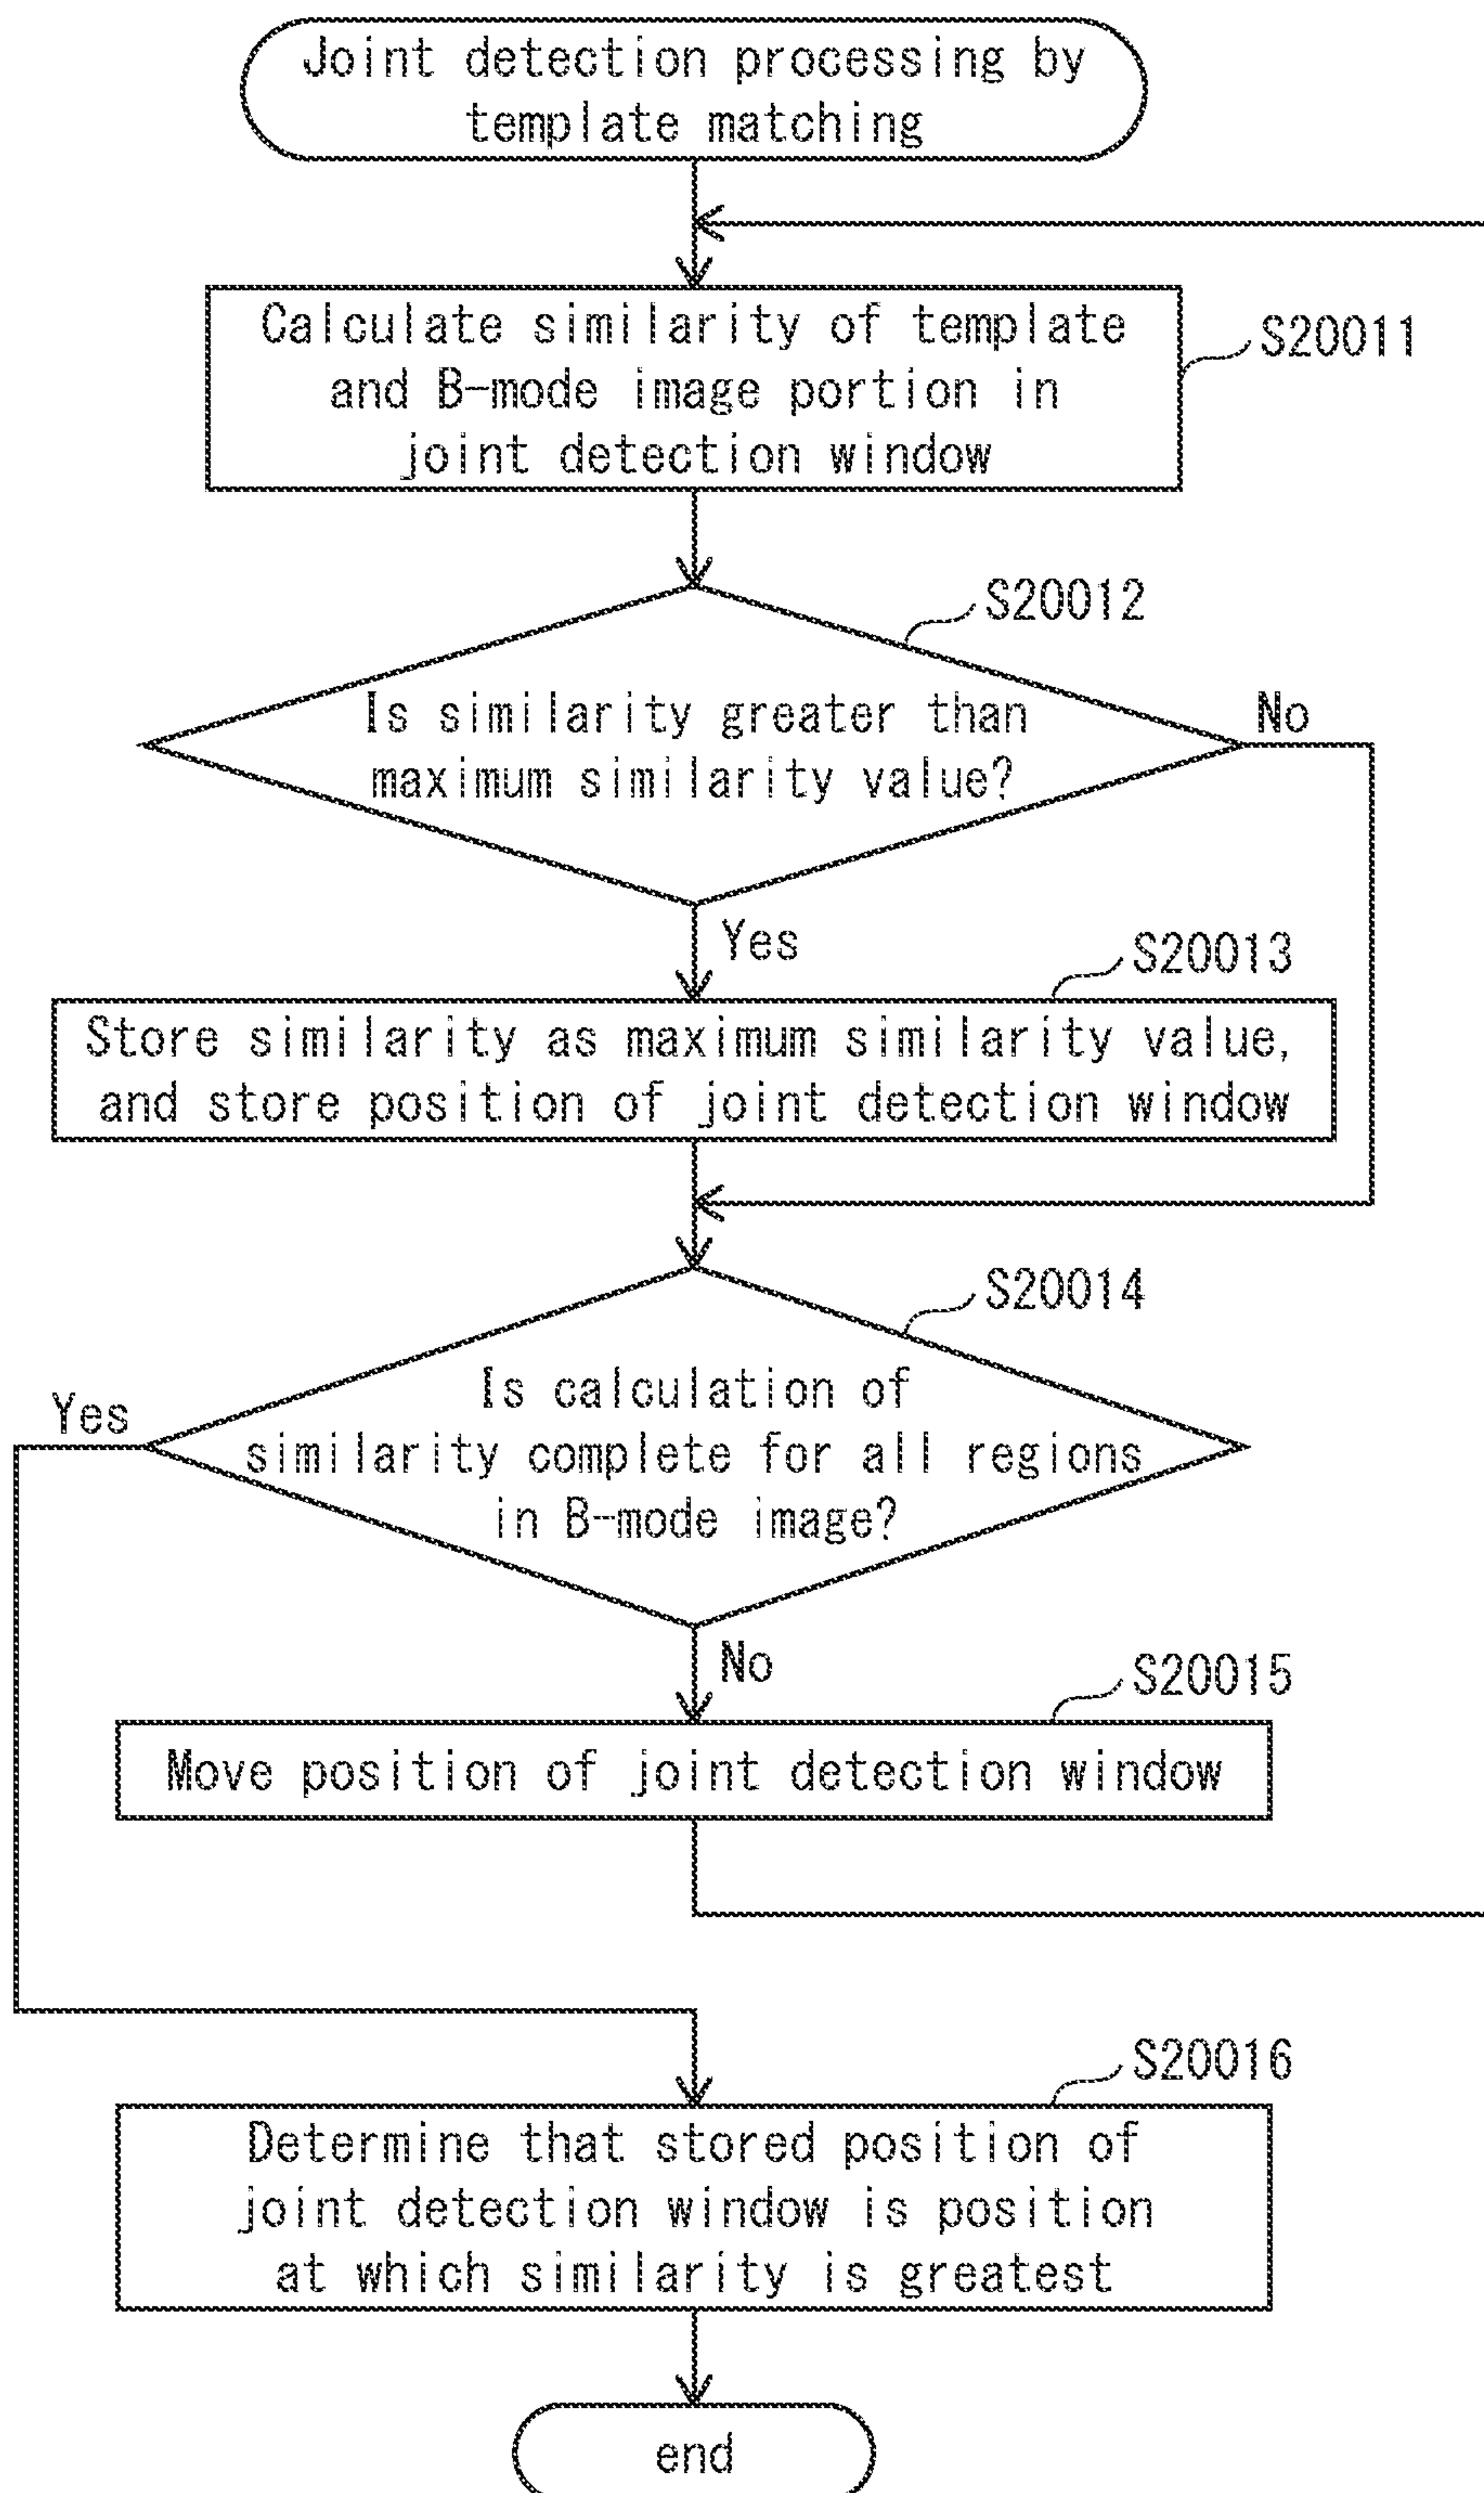 Joint detection processing by
template matching
Calculate similarity of template
and B-mode image portion in
joint detection window
S20011
S20012
Is similarity greater than
maximum similarity value?
No
Yes
S20013
Store similarity as maximum similarity value,
and store position of joint detection window
S20014
Is calculation of
similarity complete for all regions
in B-mode image?
Yes
No
S20015
Move position of joint detection window
S20016
Determine that stored position of
joint detection window is position
at which similarity is greatest
end